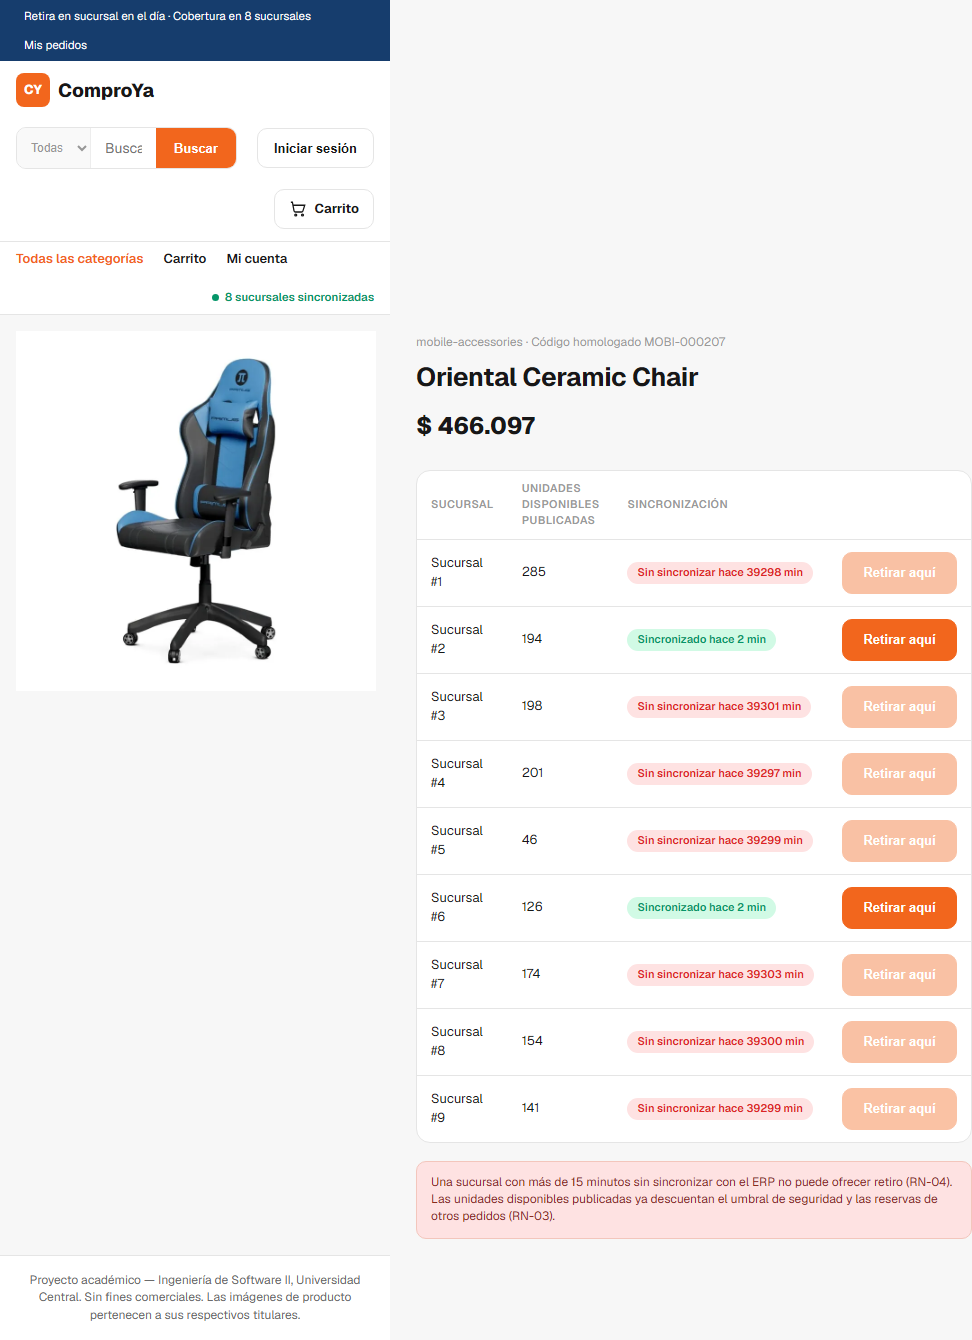 Retira en sucursal en el día · Cobertura en 8 sucursales
Mis pedidos
CY ComproYa
Todas Busca Buscar Iniciar sesión
Carrito
Todas las categorías Carrito Mi cuenta
8 sucursales sincronizadas
mobile-accessories · Código homologado MOBI-000207
Oriental Ceramic Chair
$ 466.097
SUCURSAL UNIDADES DISPONIBLES PUBLICADAS SINCRONIZACIÓN
Sucursal #1 285 Sin sincronizar hace 39298 min Retirar aquí
Sucursal #2 194 Sincronizado hace 2 min Retirar aquí
Sucursal #3 198 Sin sincronizar hace 39301 min Retirar aquí
Sucursal #4 201 Sin sincronizar hace 39297 min Retirar aquí
Sucursal #5 46 Sin sincronizar hace 39299 min Retirar aquí
Sucursal #6 126 Sincronizado hace 2 min Retirar aquí
Sucursal #7 174 Sin sincronizar hace 39303 min Retirar aquí
Sucursal #8 154 Sin sincronizar hace 39300 min Retirar aquí
Sucursal #9 141 Sin sincronizar hace 39299 min Retirar aquí
Una sucursal con más de 15 minutos sin sincronizar con el ERP no puede ofrecer retiro (RN-04).
Las unidades disponibles publicadas ya descuentan el umbral de seguridad y las reservas de
otros pedidos (RN-03).
Proyecto académico — Ingeniería de Software II, Universidad
Central. Sin fines comerciales. Las imágenes de producto
pertenecen a sus respectivos titulares.